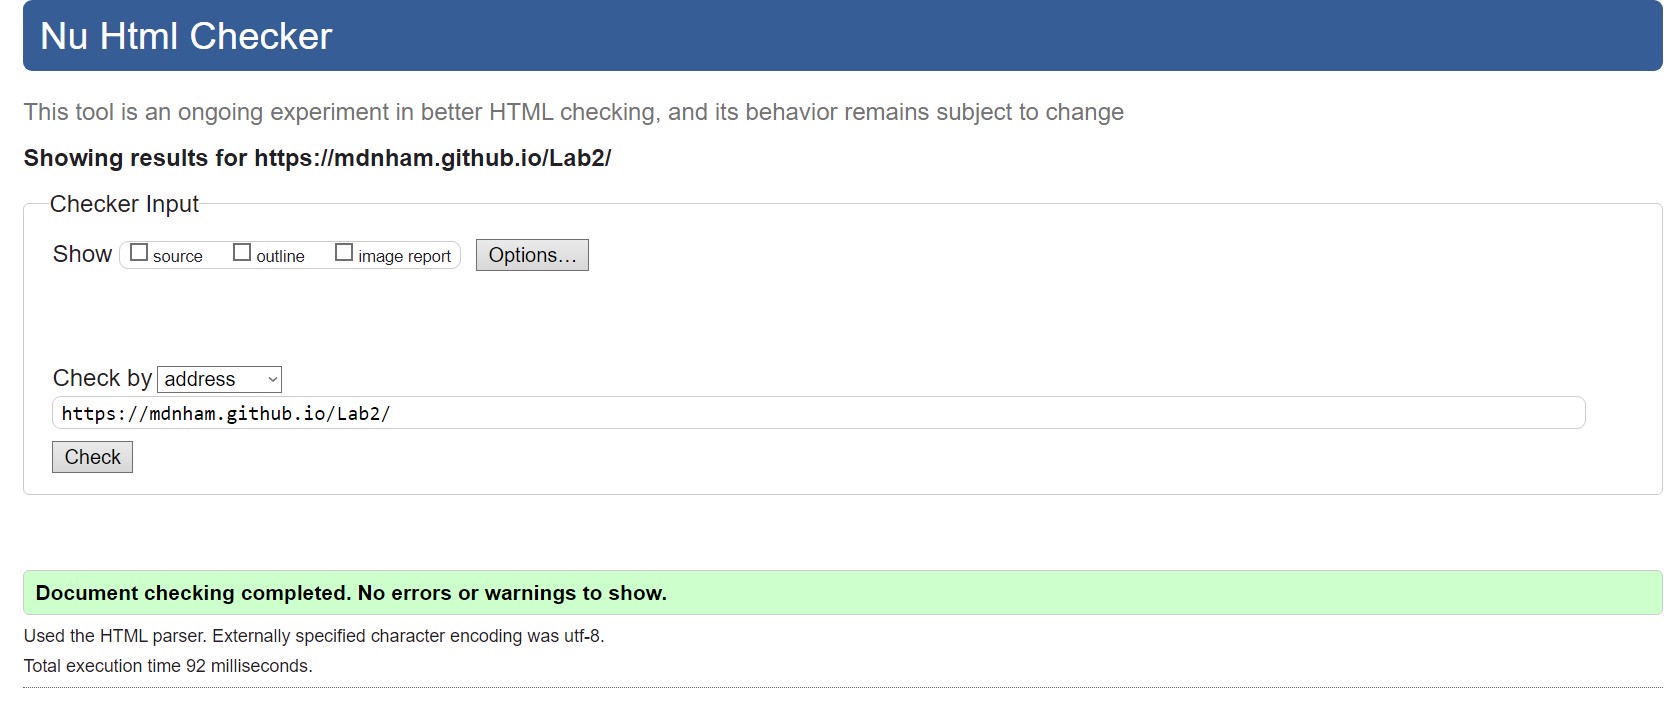 Nu Html Checker
This tool is an ongoing experiment in better HTML checking, and its behavior remains subject to change
Showing results for https://mdnham.github.io/Lab2/
Checker Input
Show source outline image report Options...
Check by address
https://mdnham.github.io/Lab2/
Check
Document checking completed. No errors or warnings to show.
Used the HTML parser. Externally specified character encoding was utf-8.
Total execution time 92 milliseconds.